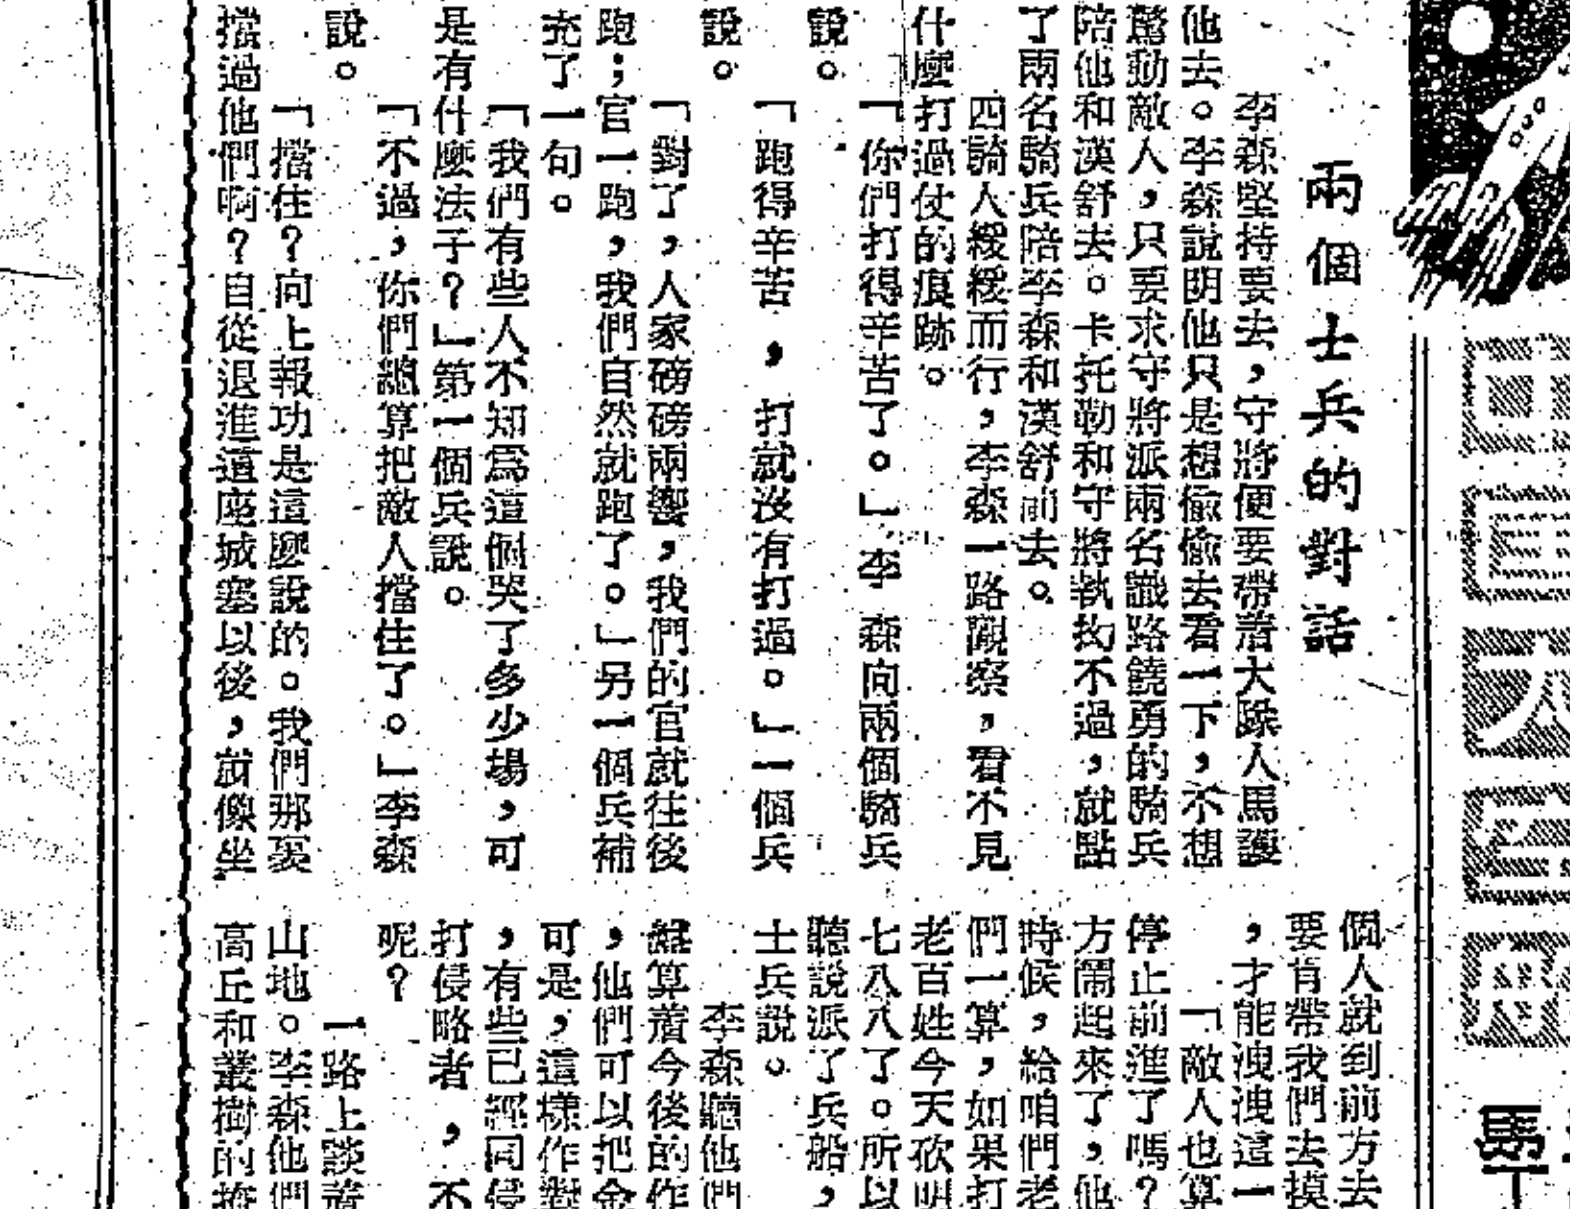 兩個士兵的對話
李森堅持要去，守將便要帶着大隊人馬護
他去。李森說明他只是想偷偷去看一下，不想
驚動敵人，只要求守將派兩名識路饒勇的騎兵
陪他和漢舒去。卡托勒和守將執拗不過，就點
了兩名騎兵陪李森和漢舒前去。
四騎人緩緩而行，李森一路觀察，看不見
什麼打過仗的痕跡。
「你們打得辛苦了。」李森向兩個騎兵
說。
「跑得辛苦，打就沒有打過。」一個兵
說。
「對了，人家磅磅兩響，我們的官就往後
跑；官一跑，我們自然就跑了。」另一個兵補
充了一句。
「我們有些人不知爲這個哭了多少場，可
是有什麼法子？」第一個兵說。
「不過，你們總算把敵人擋住了。」李森
說。
「擋住？向上報功是這麼說的。我們那裏
擋過他們啊？自從退進這座城塞以後，就像坐
個人就到前方去
要肯帶我們去摸
，才能洩洩這一
「敵人也算
停止前進了嗎？
方鬧起來了，他
時候，給咱們老
們一算，如果打
老百姓今天砍明
七八八了。所以
聽說派了兵船，
士兵說。
李森聽他們
盤算着今後的作
，他們可以把金
可是，這樣作對
，有些已經同侵
打侵略者，不
呢？
一路上談着
山地。李森他們
高丘和叢樹的掩